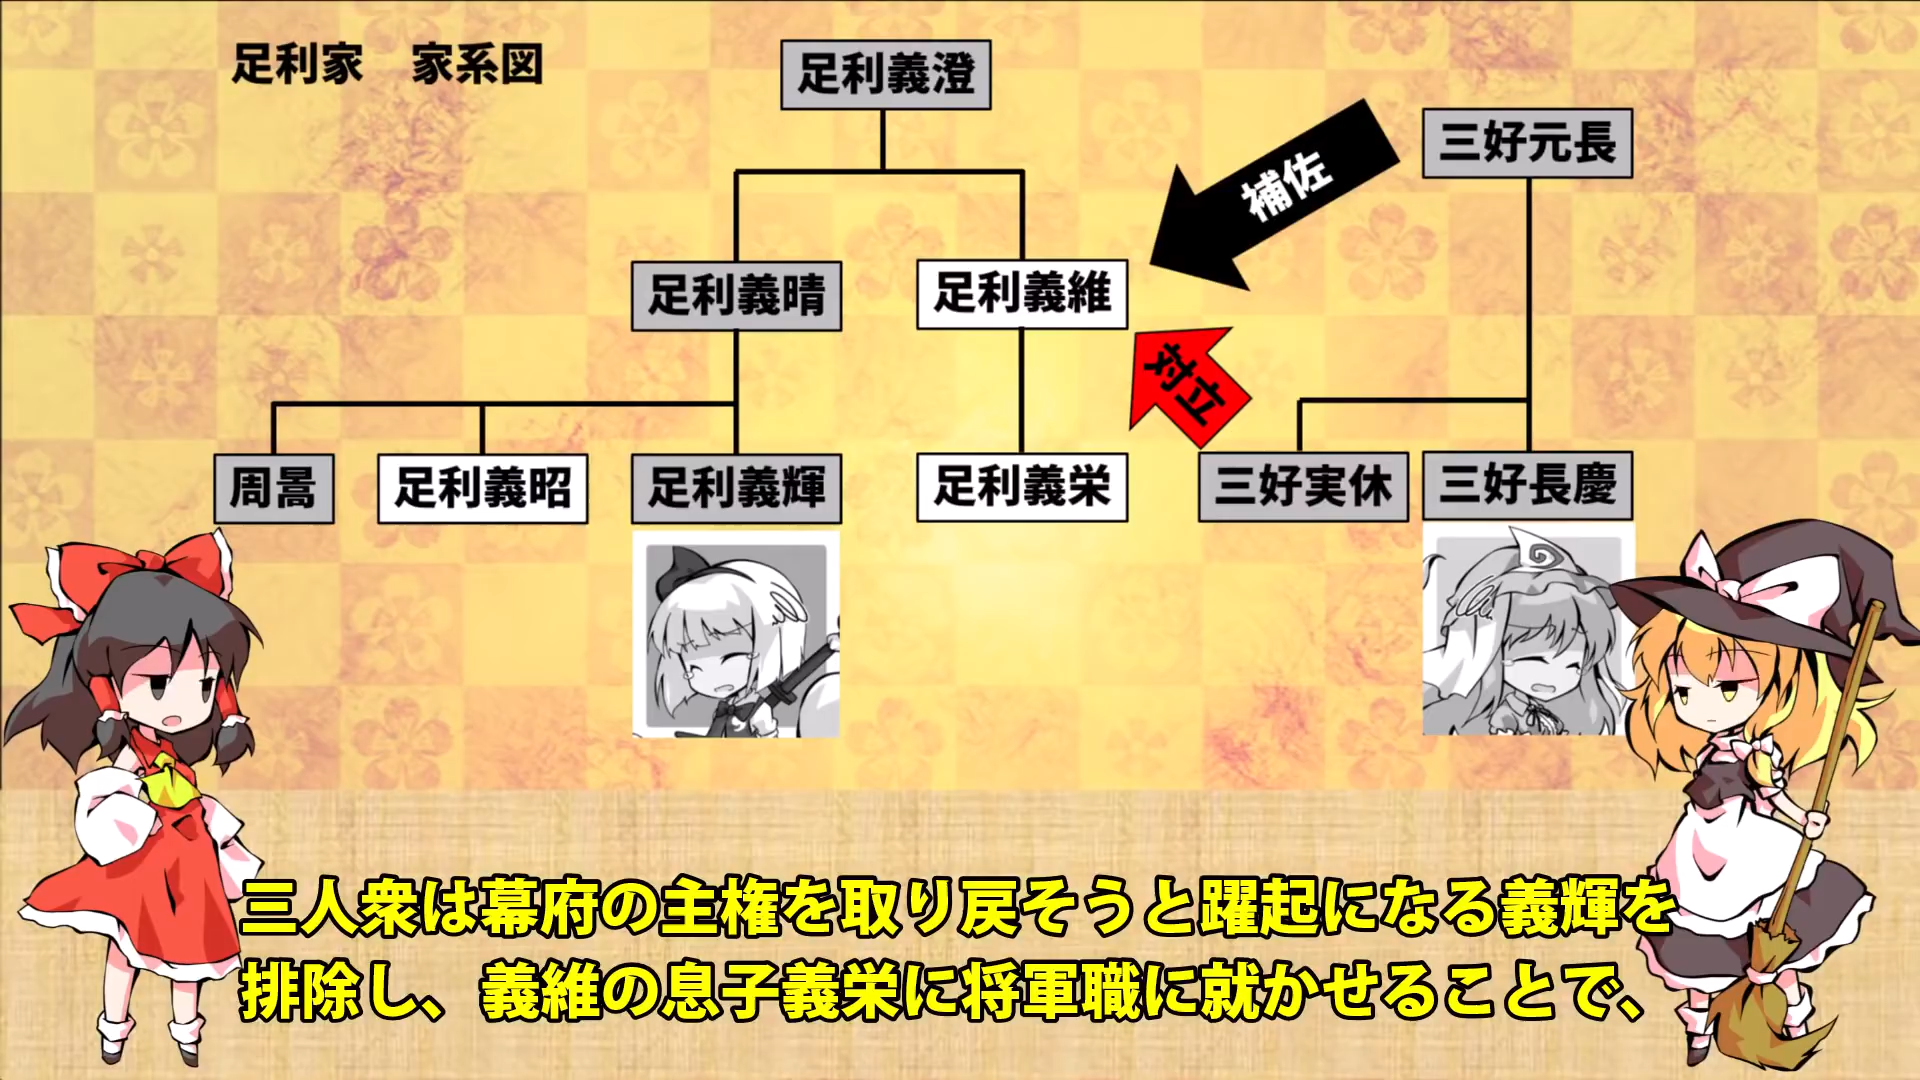 足利家　家系図
足利義澄
三好元長
補佐
足利義晴
足利義維
対立
周暠
足利義昭
足利義輝
足利義栄
三好実休
三好長慶
三人衆は幕府の主権を取り戻そうと躍起になる義輝を
排除し、義維の息子義栄に将軍職に就かせることで、